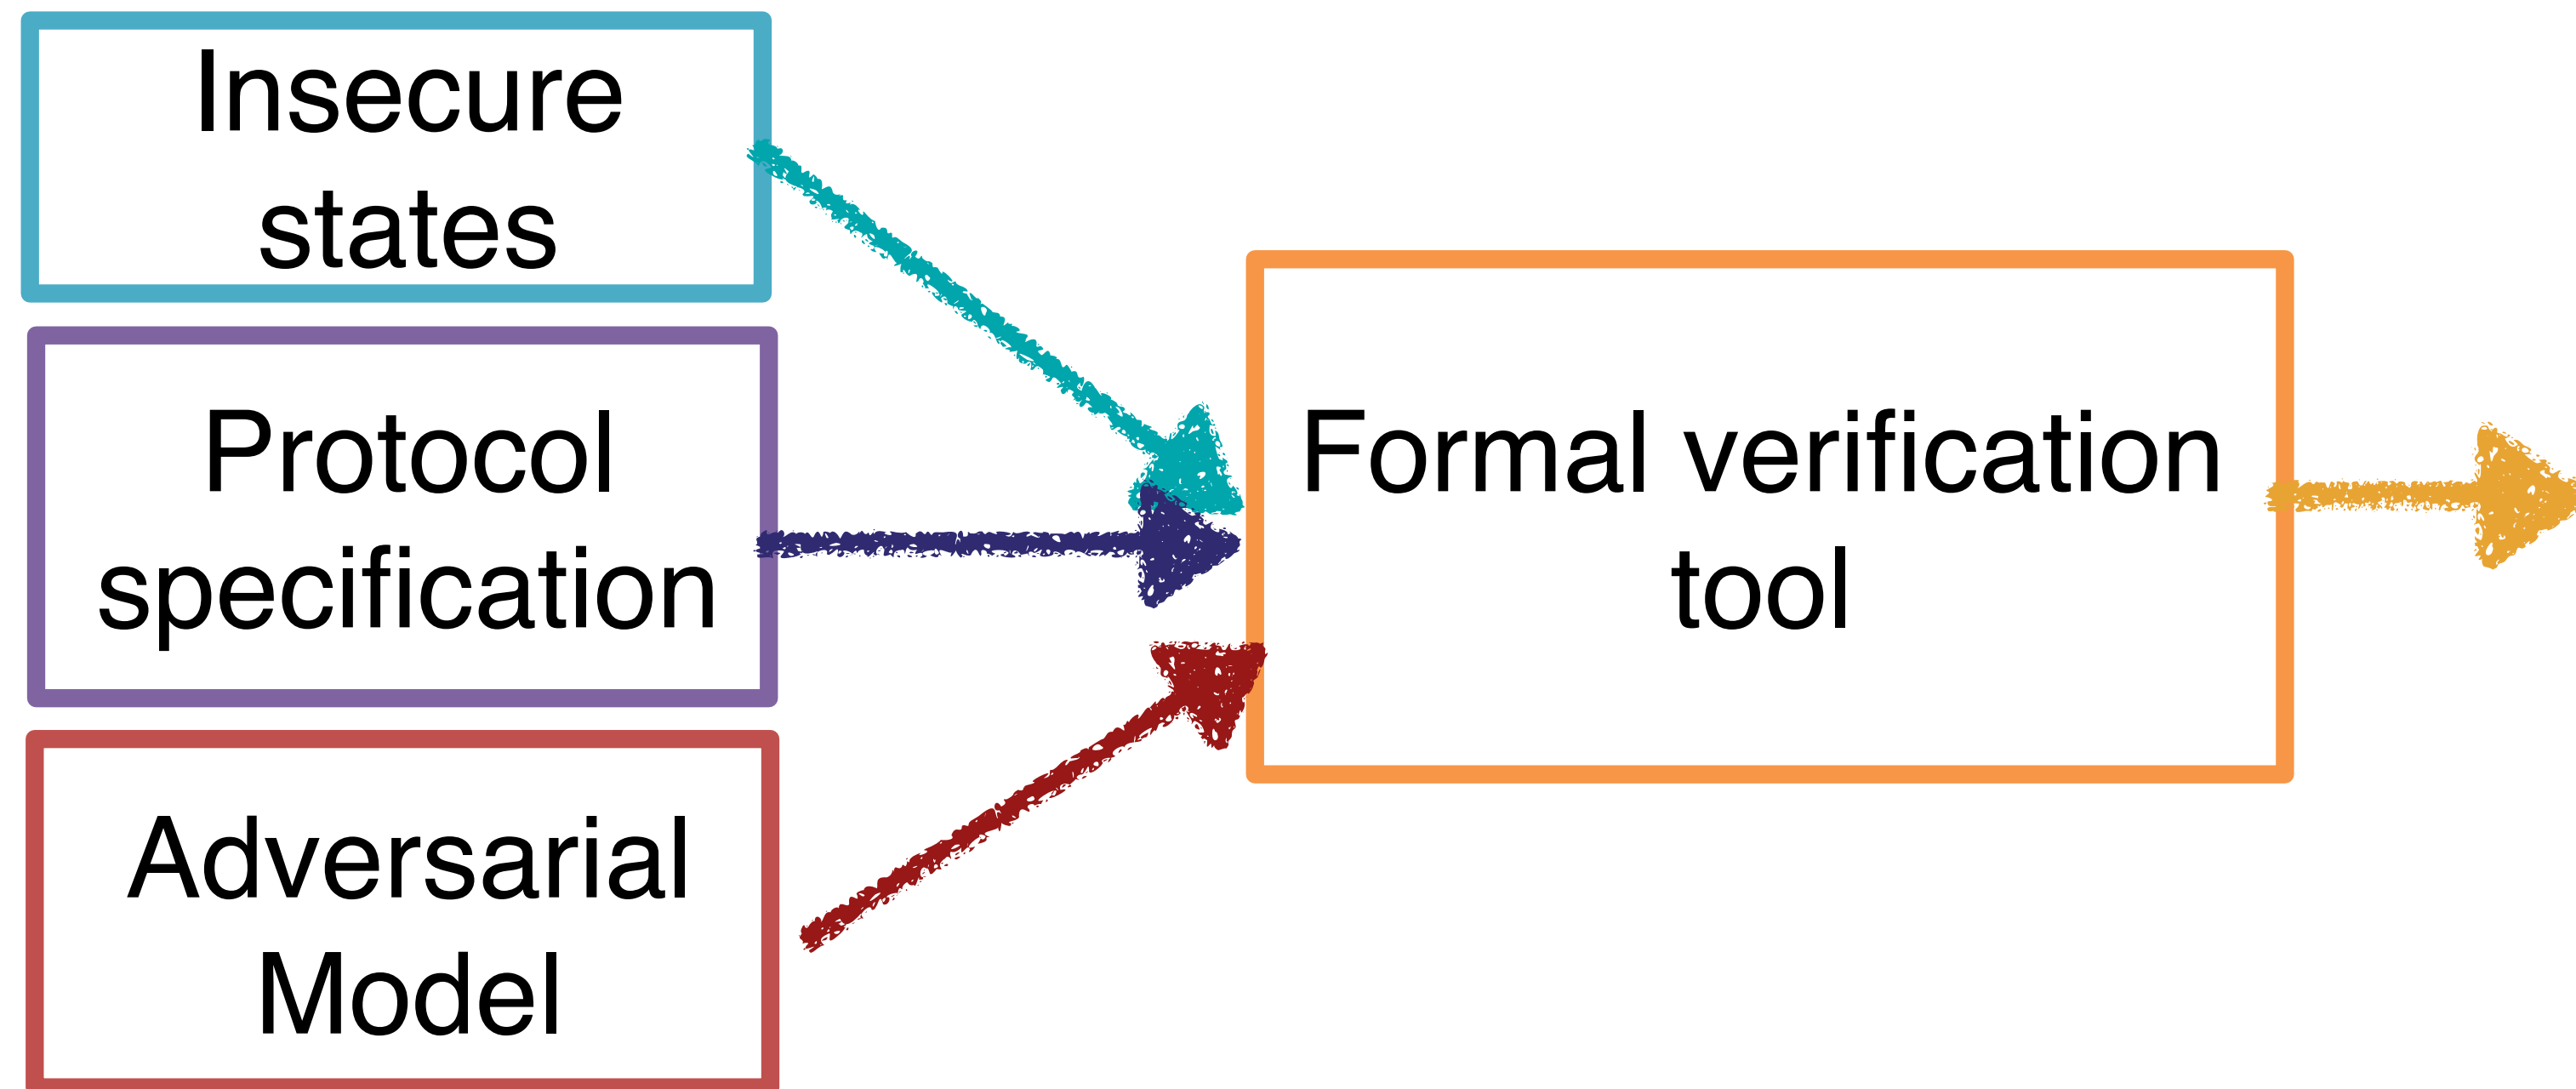 Insecure
states
Protocol
specification
Adversarial
Model
Formal verification
tool